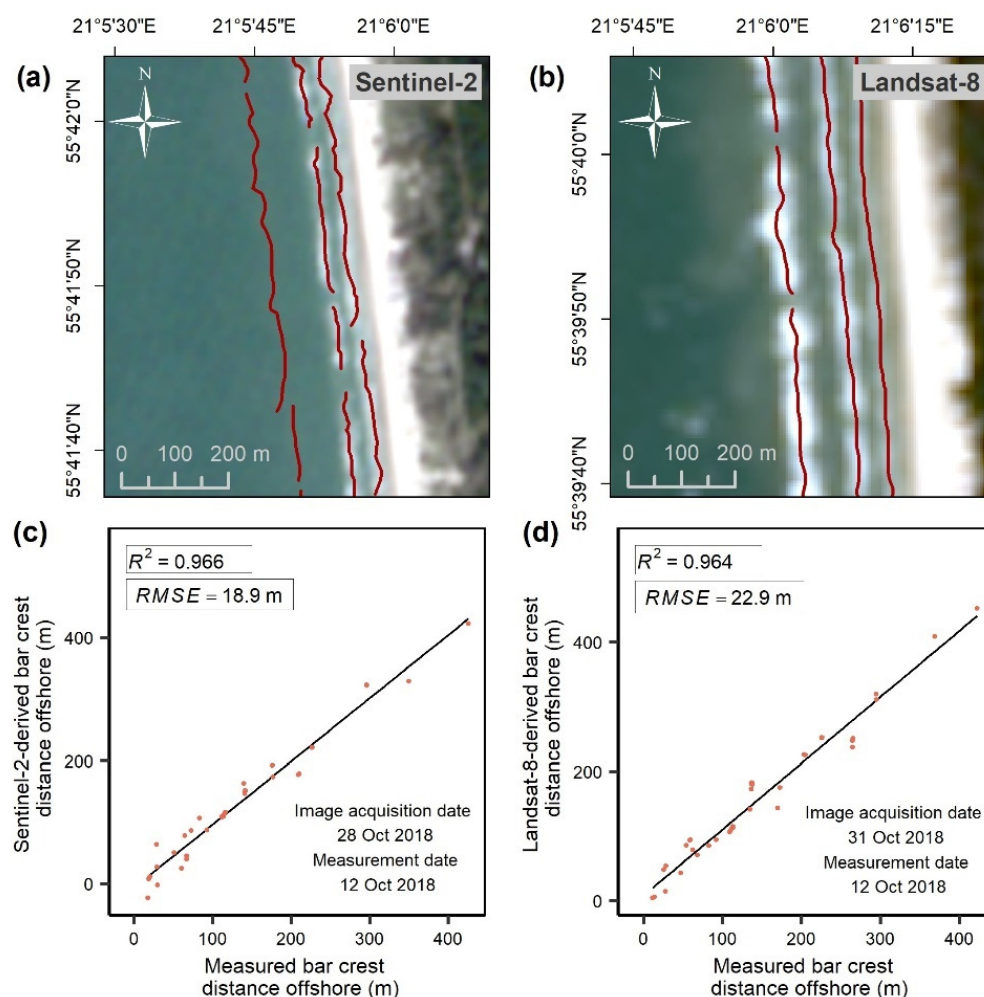 21°5'30"E 21°5'45"E 21°6'0"E
21°5'45"E 21°6'0"E 21°6'15"E
(a)
N
Sentinel-2
55°42'0"N
55°41'50"N
55°41'40"N
0 100 200 m
(b)
N
Landsat-8
55°40'0"N
55°39'50"N
55°39'40"N
0 100 200 m
(c)
R² = 0.966
RMSE = 18.9 m
Sentinel-2-derived bar crest
distance offshore (m)
400
200
0
Image acquisition date
28 Oct 2018
Measurement date
12 Oct 2018
0 100 200 300 400
Measured bar crest
distance offshore (m)
(d)
R² = 0.964
RMSE = 22.9 m
Landsat-8-derived bar crest
distance offshore (m)
400
200
0
Image acquisition date
31 Oct 2018
Measurement date
12 Oct 2018
0 100 200 300 400
Measured bar crest
distance offshore (m)